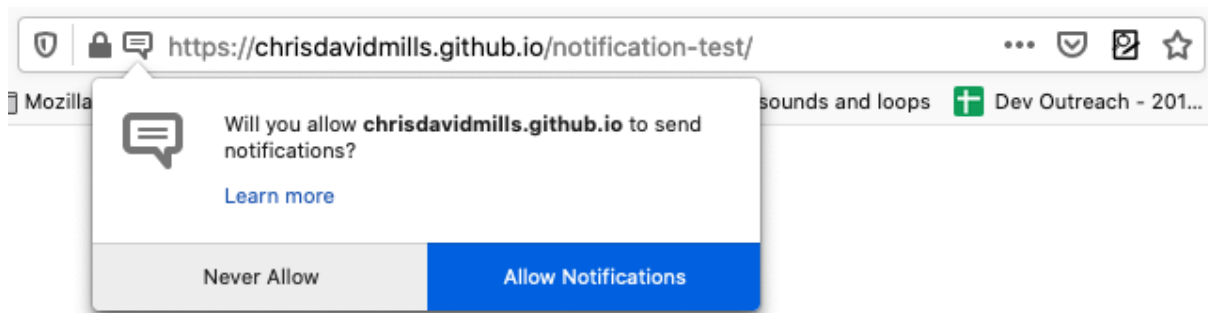 https://chrisdavidmills.github.io/notification-test/
Mozilla
sounds and loops
Dev Outreach - 201...
Will you allow chrisdavidmills.github.io to send
notifications?
Learn more
Never Allow
Allow Notifications